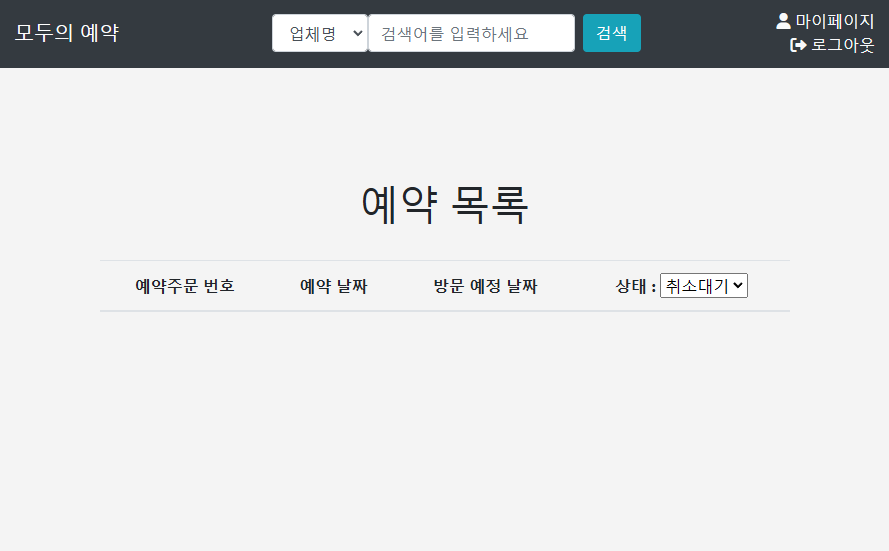 모두의 예약
업체명 검색어를 입력하세요 검색
마이페이지
로그아웃
예약 목록
예약주문 번호 예약 날짜 방문 예정 날짜 상태 : 취소대기